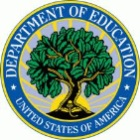 DEPARTMENT OF EDUCATION
UNITED STATES OF AMERICA